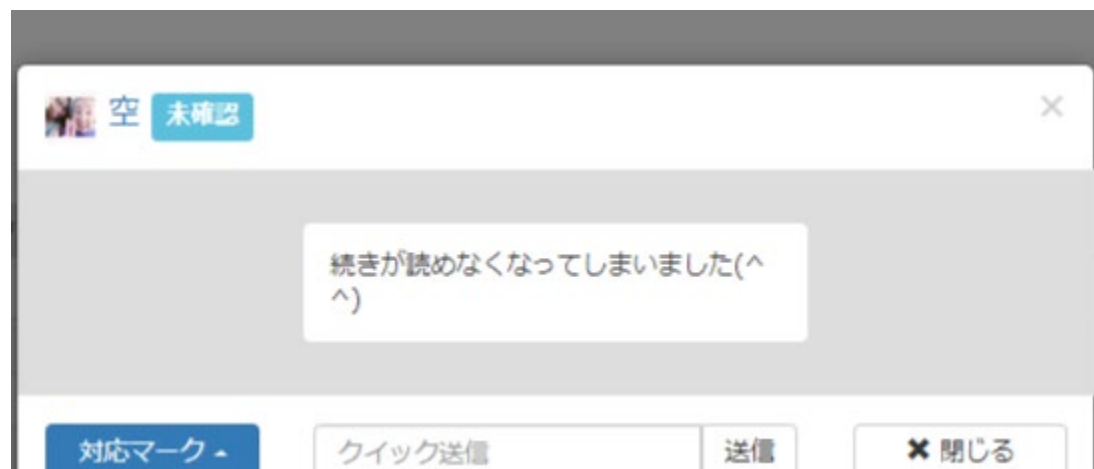 空 未確認 ×
続きが読めなくなってしまいました(^
^)
対応マーク
クイック送信 送信 ✖ 閉じる